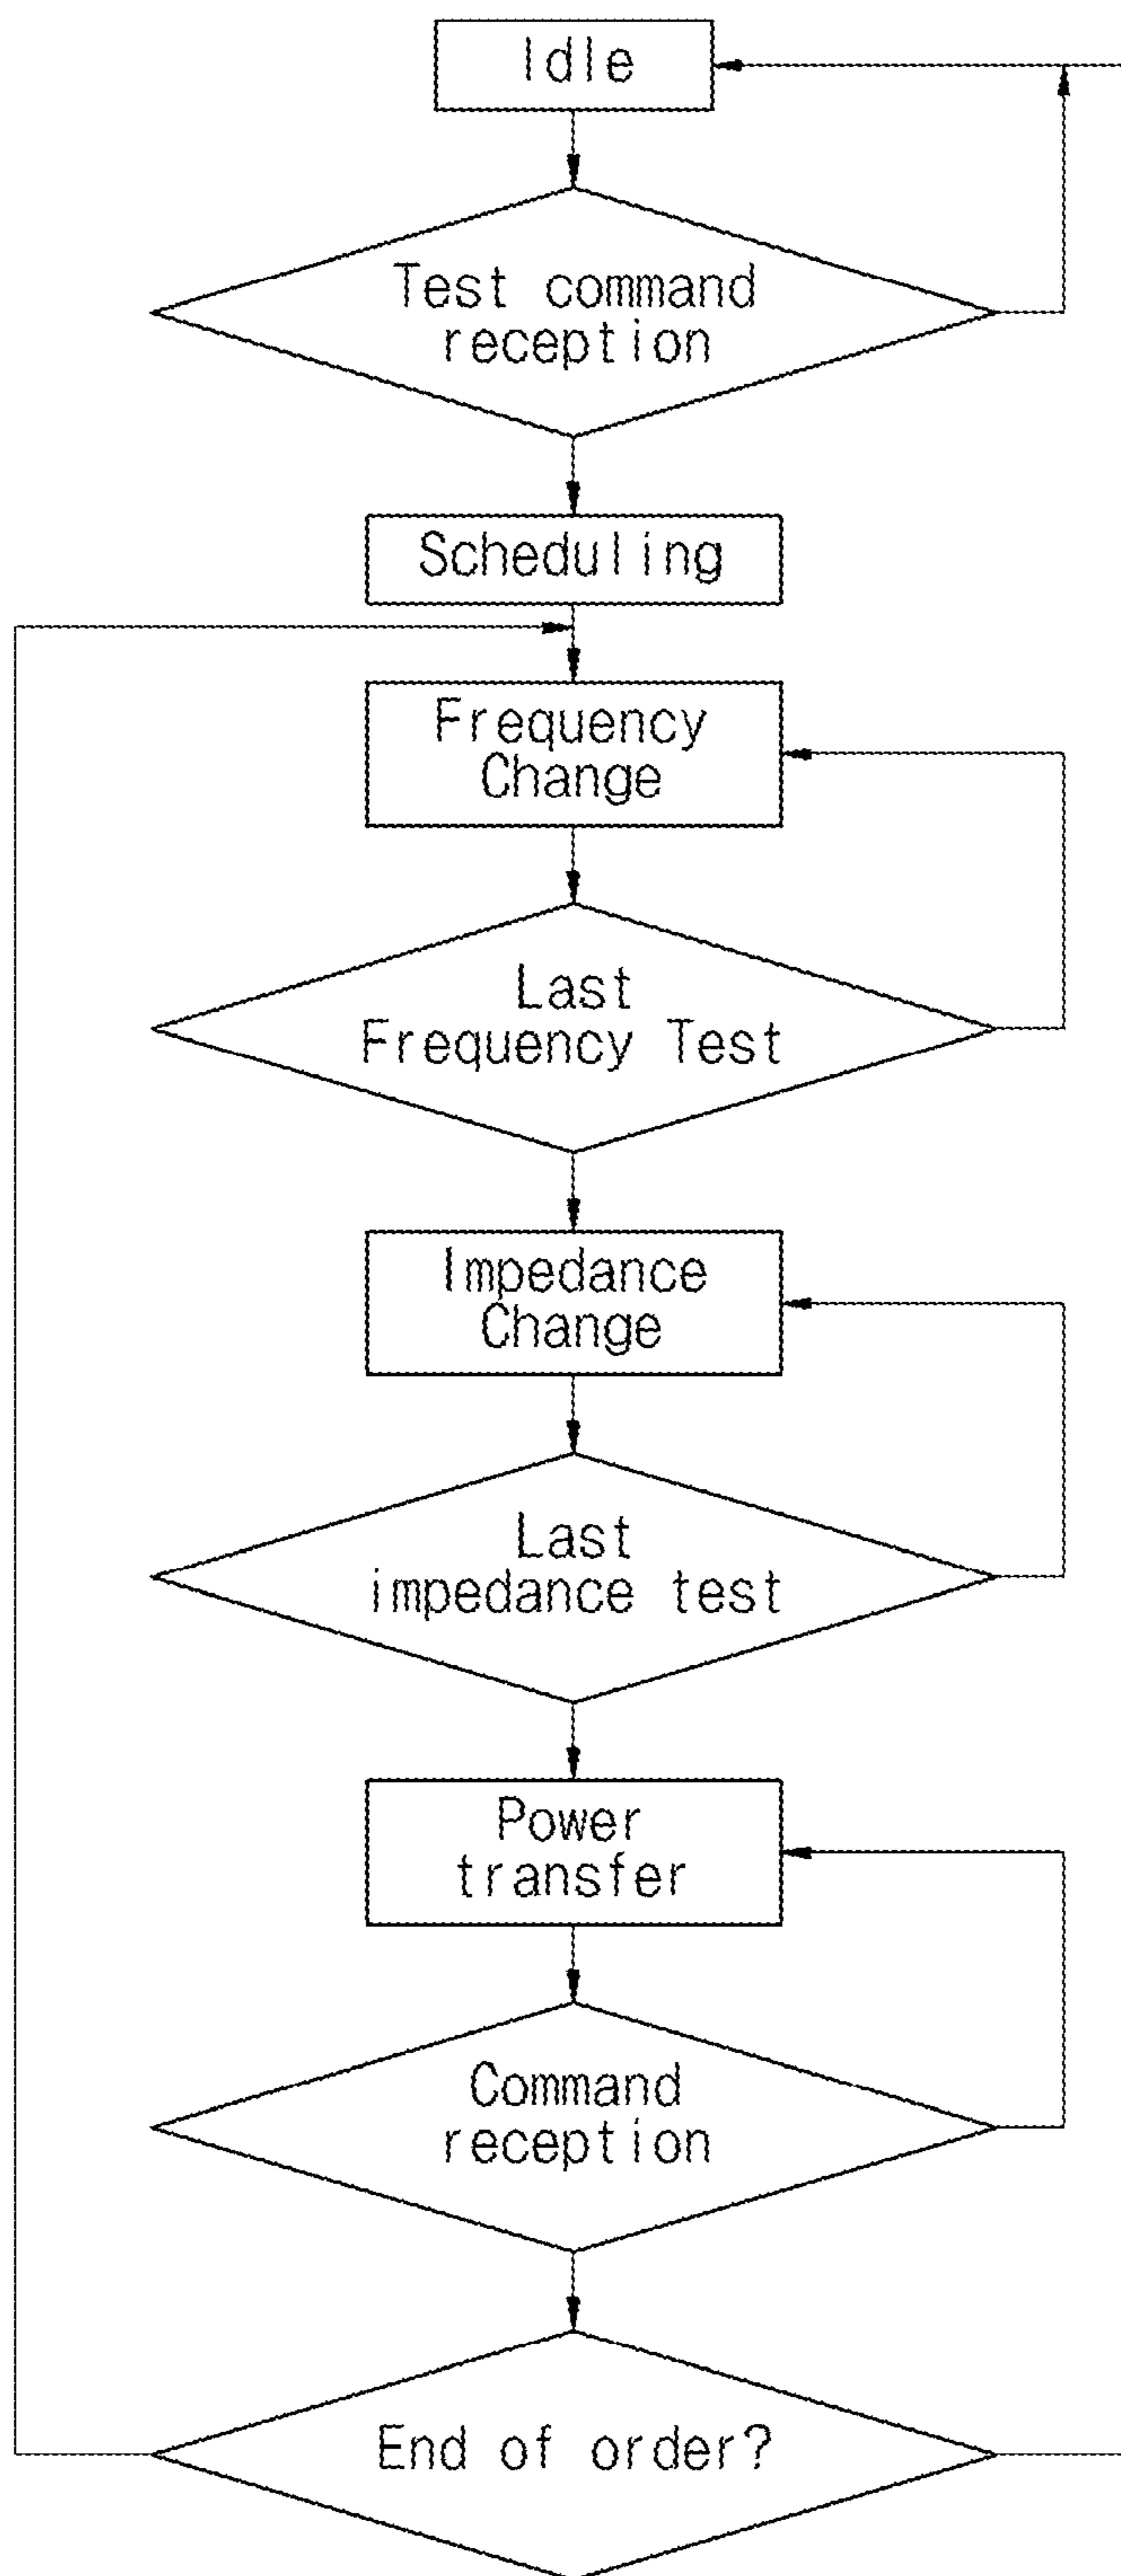 Idle
Test command
reception
Scheduling
Frequency
Change
Last
Frequency Test
Impedance
Change
Last
impedance test
Power
transfer
Command
reception
End of order?